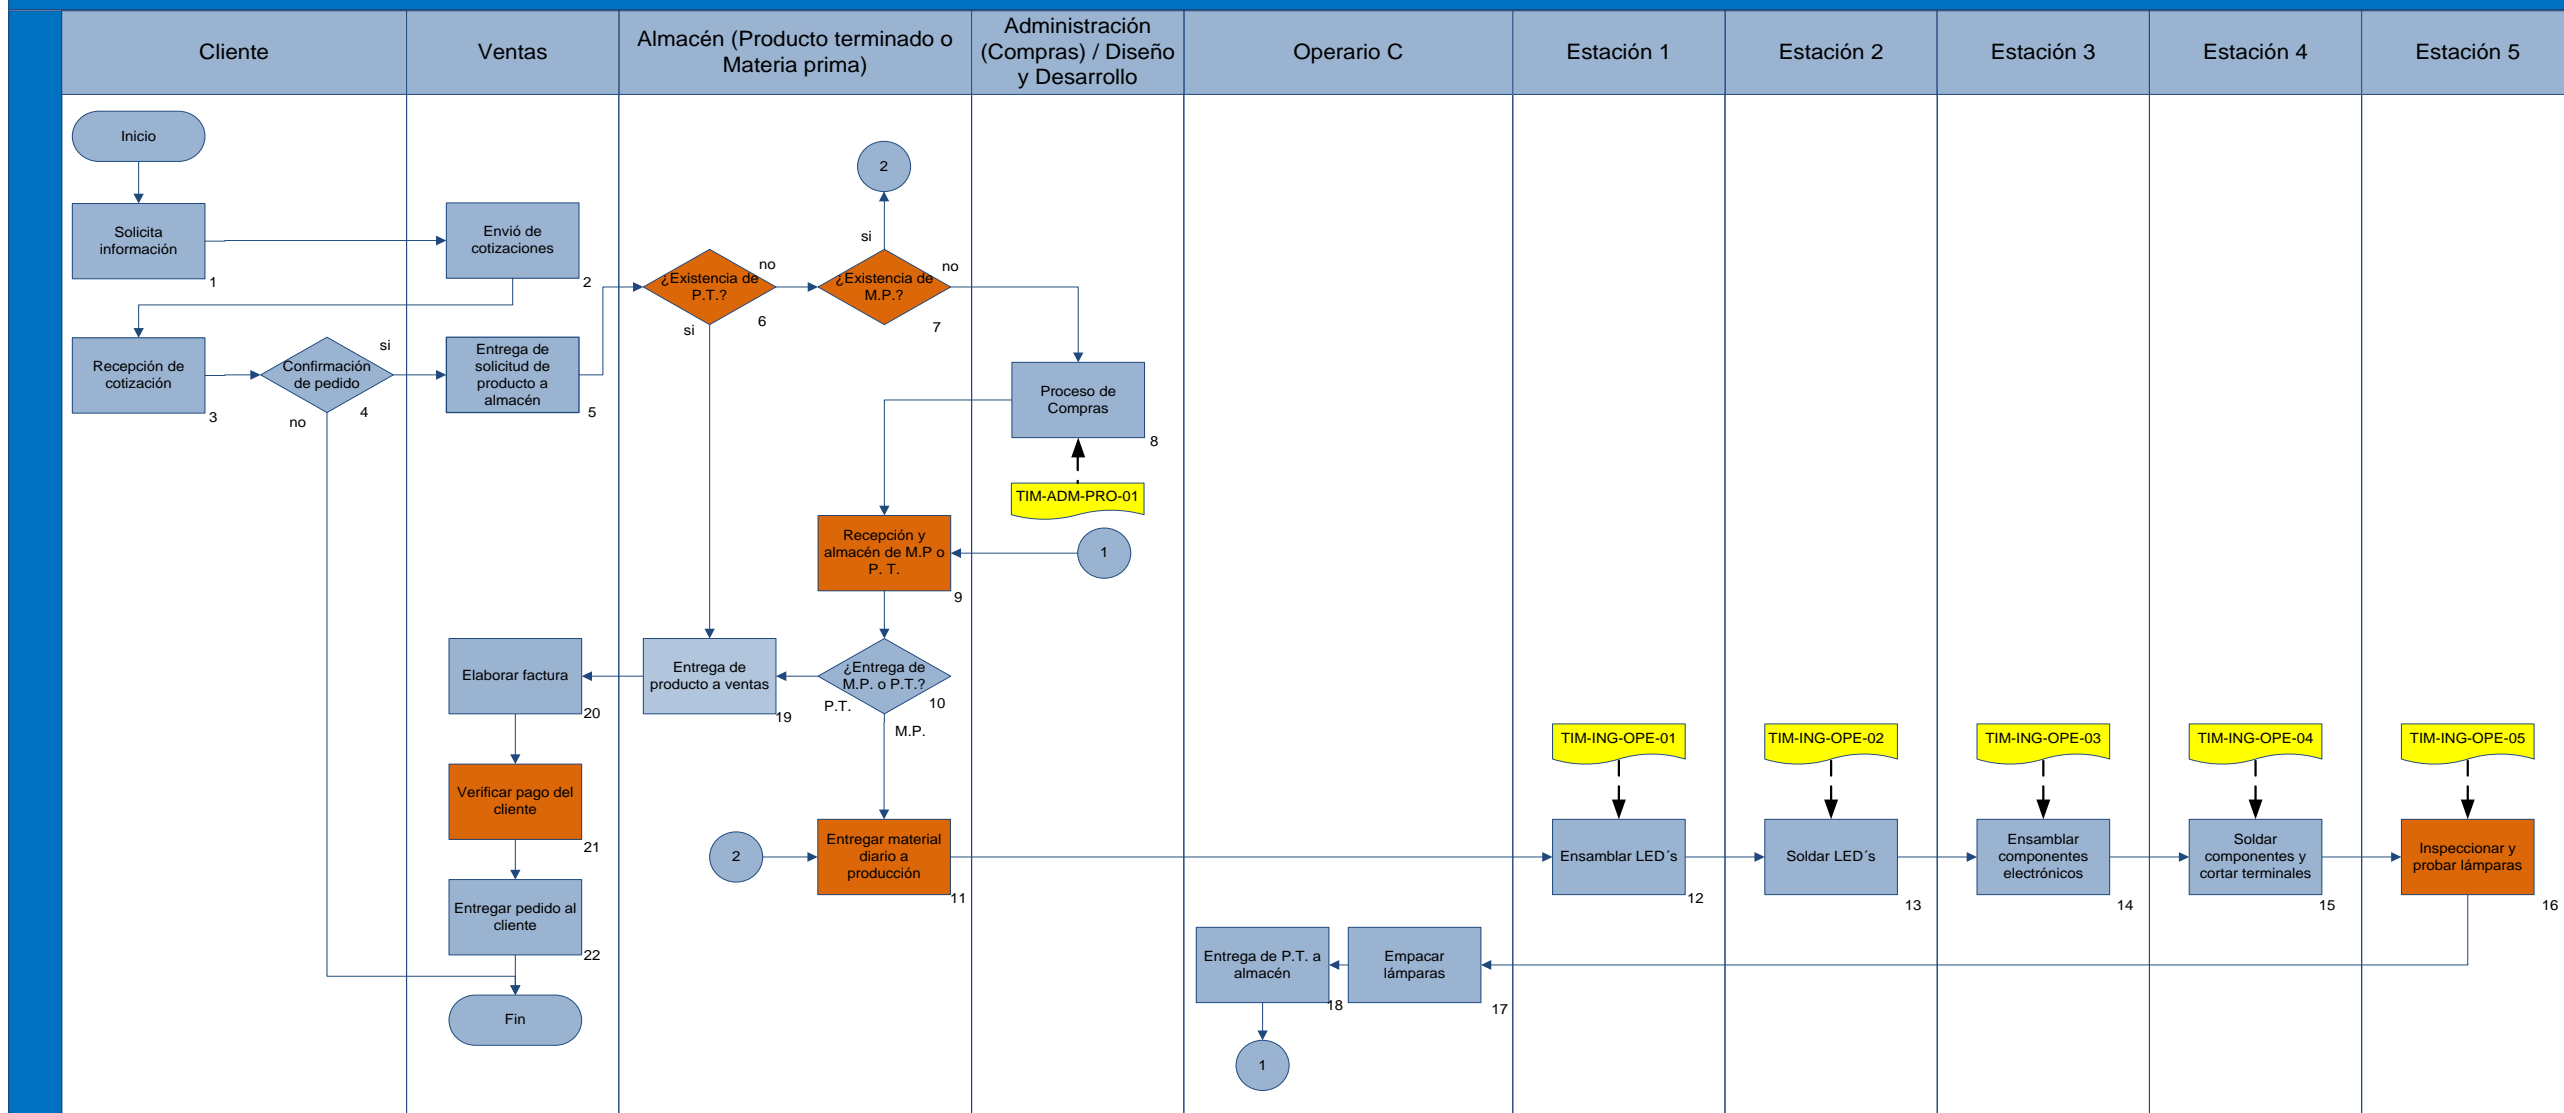 Cliente
Ventas
Almacén (Producto terminado o
Materia prima)
Administración
(Compras) / Diseño
y Desarrollo
Operario C
Estación 1
Estación 2
Estación 3
Estación 4
Estación 5
Inicio
2
Solicita
información
1
Envió de
cotizaciones
2
si
¿Existencia de
P.T.?
no
6
si
¿Existencia de
M.P.?
no
7
Recepción de
cotización
3
Confirmación
de pedido
si
4
no
Entrega de
solicitud de
producto a
almacén
5
Proceso de
Compras
8
TIM-ADM-PRO-01
Recepción y
almacén de M.P o
P. T.
9
1
Elaborar factura
20
Entrega de
producto a ventas
19
¿Entrega de
M.P. o P.T.?
10
P.T.
M.P.
TIM-ING-OPE-01
TIM-ING-OPE-02
TIM-ING-OPE-03
TIM-ING-OPE-04
TIM-ING-OPE-05
Verificar pago del
cliente
21
2
Entregar material
diario a
producción
11
Ensamblar LED´s
12
Soldar LED´s
13
Ensamblar
componentes
electrónicos
14
Soldar
componentes y
cortar terminales
15
Inspeccionar y
probar lámparas
16
Entregar pedido al
cliente
22
Entrega de P.T. a
almacén
18
Empacar
lámparas
17
Fin
1